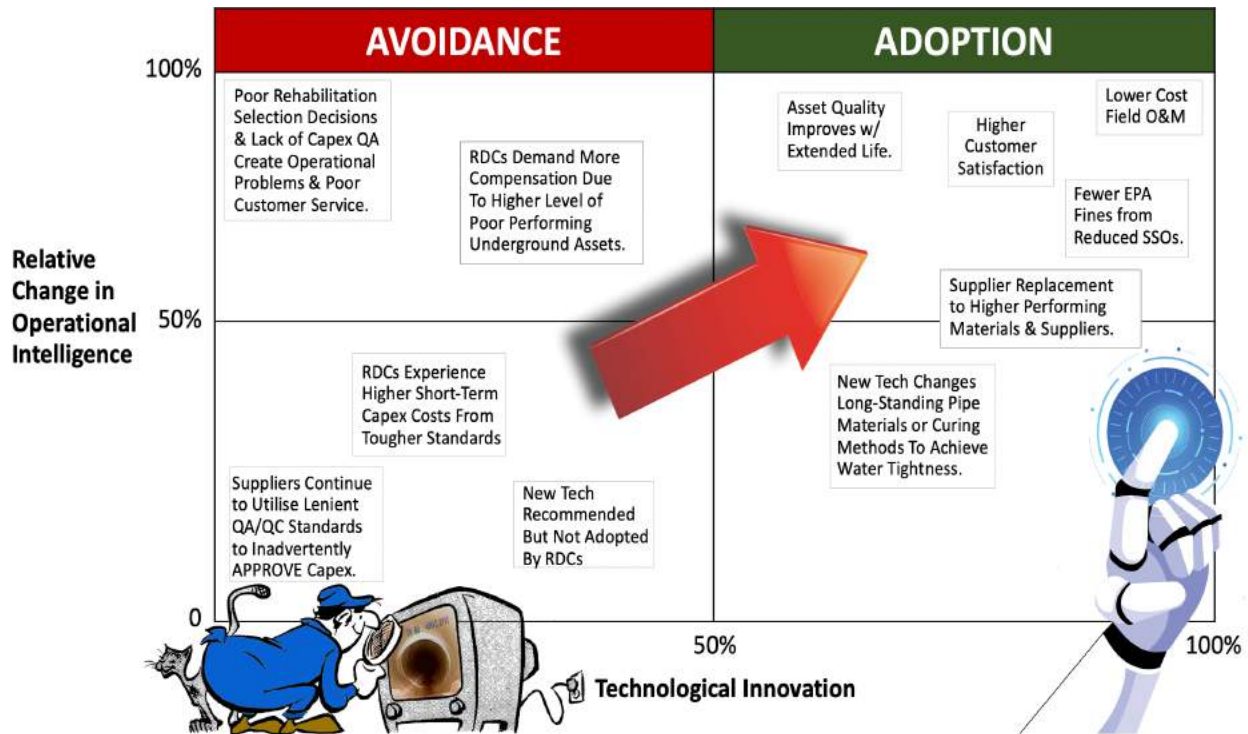 AVOIDANCE
ADOPTION
100%
Poor Rehabilitation
Selection Decisions
& Lack of Capex QA
Create Operational
Problems & Poor
Customer Service.
RDCs Demand More
Compensation Due
To Higher Level of
Poor Performing
Underground Assets.
Asset Quality
Improves w/
Extended Life.
Higher
Customer
Satisfaction
Lower Cost
Field O&M
Fewer EPA
Fines from
Reduced SSOs.
Relative
Change in
Operational
Intelligence
50%
Supplier Replacement
to Higher Performing
Materials & Suppliers.
RDCs Experience
Higher Short-Term
Capex Costs From
Tougher Standards
New Tech Changes
Long-Standing Pipe
Materials or Curing
Methods To Achieve
Water Tightness.
Suppliers Continue
to Utilise Lenient
QA/QC Standards
to Inadvertently
APPROVE Capex.
New Tech
Recommended
But Not Adopted
By RDCs
0
50%
100%
Technological Innovation